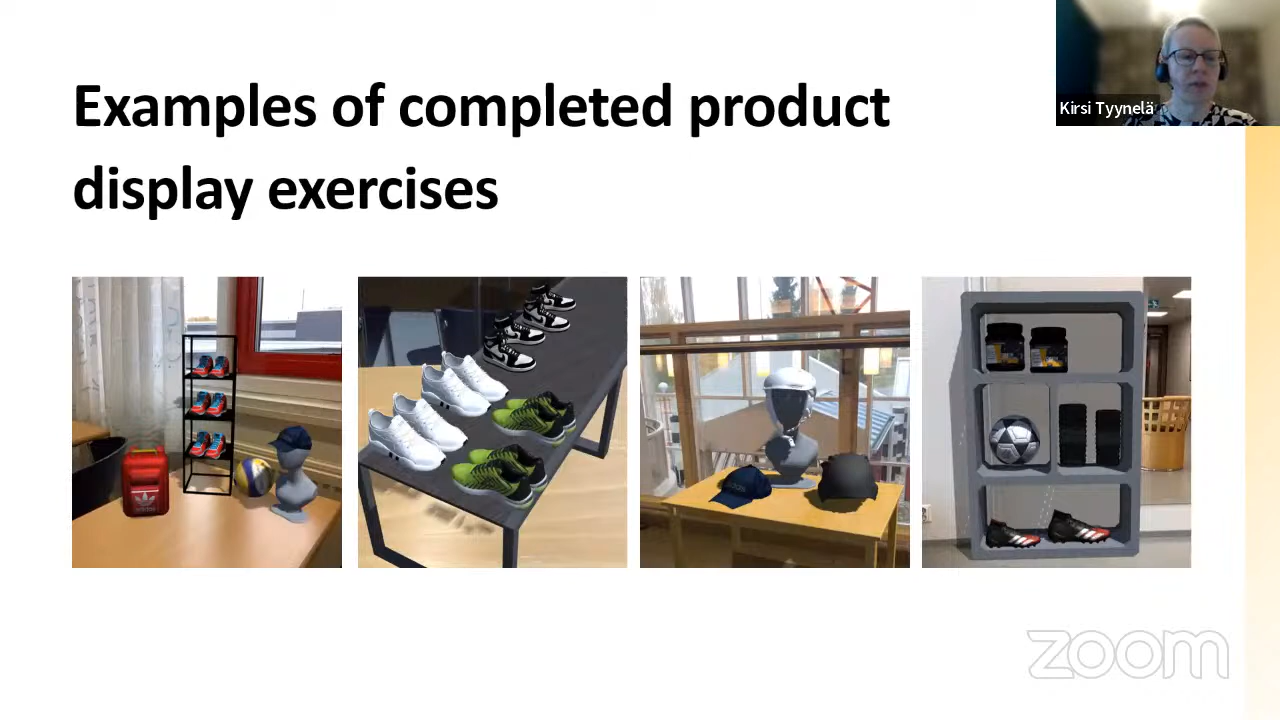 Examples of completed product
display exercises
Kirsi Tyynelä
zoom